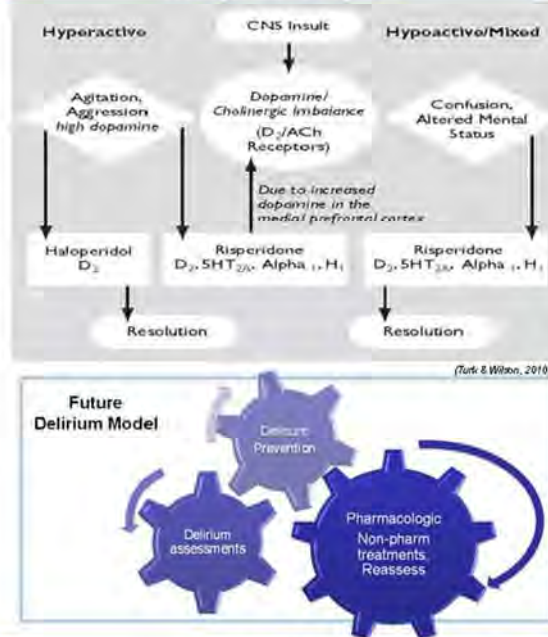 Hyperactive
CNS Insult
Hypoactive/Mixed
Agitation,
Aggression
high dopamine
Dopamine/
Cholinergic Imbalance
(D₂/ACh
Receptors)
Confusion,
Altered Mental
Status
Due to increased
dopamine in the
medial prefrontal cortex
Haloperidol
D₂
Risperidone
D₂, 5HT₂A, Alpha ₁, H₁
Risperidone
D₂, 5HT₂A, Alpha ₁, H₁
Resolution
Resolution
(Turk & Wilson, 2010)
Future
Delirium Model
Delirium
Prevention
Delirium
assessments
Pharmacologic
Non-pharm
treatments,
Reassess